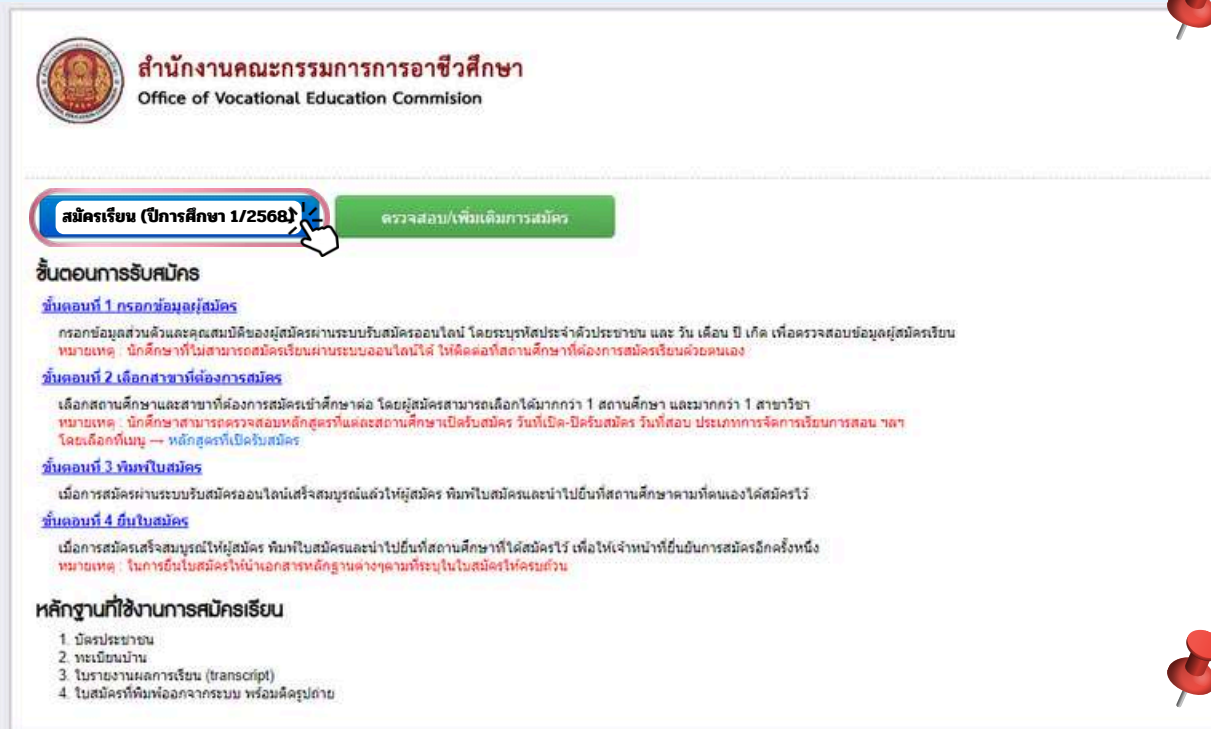 สำนักงานคณะกรรมการการอาชีวศึกษา
Office of Vocational Education Commision
สมัครเรียน (ปีการศึกษา 1/2568)
ตรวจสอบ/เพิ่มเติมการสมัคร
ขั้นตอนการรับสมัคร
ขั้นตอนที่ 1 กรอกข้อมูลผู้สมัคร
กรอกข้อมูลส่วนตัวและคุณสมบัติของผู้สมัครผ่านระบบรับสมัครออนไลน์ โดยระบุรหัสประจำตัวประชาชน และ วัน เดือน ปี เกิด เพื่อตรวจสอบข้อมูลผู้สมัครเรียน
หมายเหตุ : นักศึกษาที่ไม่สามารถสมัครเรียนผ่านระบบออนไลน์ได้ ให้ติดต่อที่สถานศึกษาที่ต้องการสมัครเรียนด้วยตนเอง
ขั้นตอนที่ 2 เลือกสาขาที่ต้องการสมัคร
เลือกสถานศึกษาและสาขาที่ต้องการสมัครเข้าศึกษาต่อ โดยผู้สมัครสามารถเลือกได้มากกว่า 1 สถานศึกษา และมากกว่า 1 สาขาวิชา
หมายเหตุ : นักศึกษาสามารถตรวจสอบหลักสูตรที่แต่ละสถานศึกษาเปิดรับสมัคร วันที่เปิด-ปิดรับสมัคร วันที่สอบ ประเภทการจัดการเรียนการสอน ฯลฯ
โดยเลือกที่เมนู → หลักสูตรที่เปิดรับสมัคร
ขั้นตอนที่ 3 พิมพ์ใบสมัคร
เมื่อการสมัครผ่านระบบรับสมัครออนไลน์เสร็จสมบูรณ์แล้วให้ผู้สมัคร พิมพ์ใบสมัครและนำไปยื่นที่สถานศึกษาตามที่ตนเองได้สมัครไว้
ขั้นตอนที่ 4 ยื่นใบสมัคร
เมื่อการสมัครเสร็จสมบูรณ์ให้ผู้สมัคร พิมพ์ใบสมัครและนำไปยื่นที่สถานศึกษาที่ได้สมัครไว้ เพื่อให้เจ้าหน้าที่ยืนยันการสมัครอีกครั้งหนึ่ง
หมายเหตุ : ในการยื่นใบสมัครให้นำเอกสารหลักฐานต่างๆตามที่ระบุในใบสมัครให้ครบถ้วน
หลักฐานที่ใช้งานการสมัครเรียน
1. บัตรประชาชน
2. ทะเบียนบ้าน
3. ใบรายงานผลการเรียน (transcript)
4. ใบสมัครที่พิมพ์ออกจากระบบ พร้อมติดรูปถ่าย